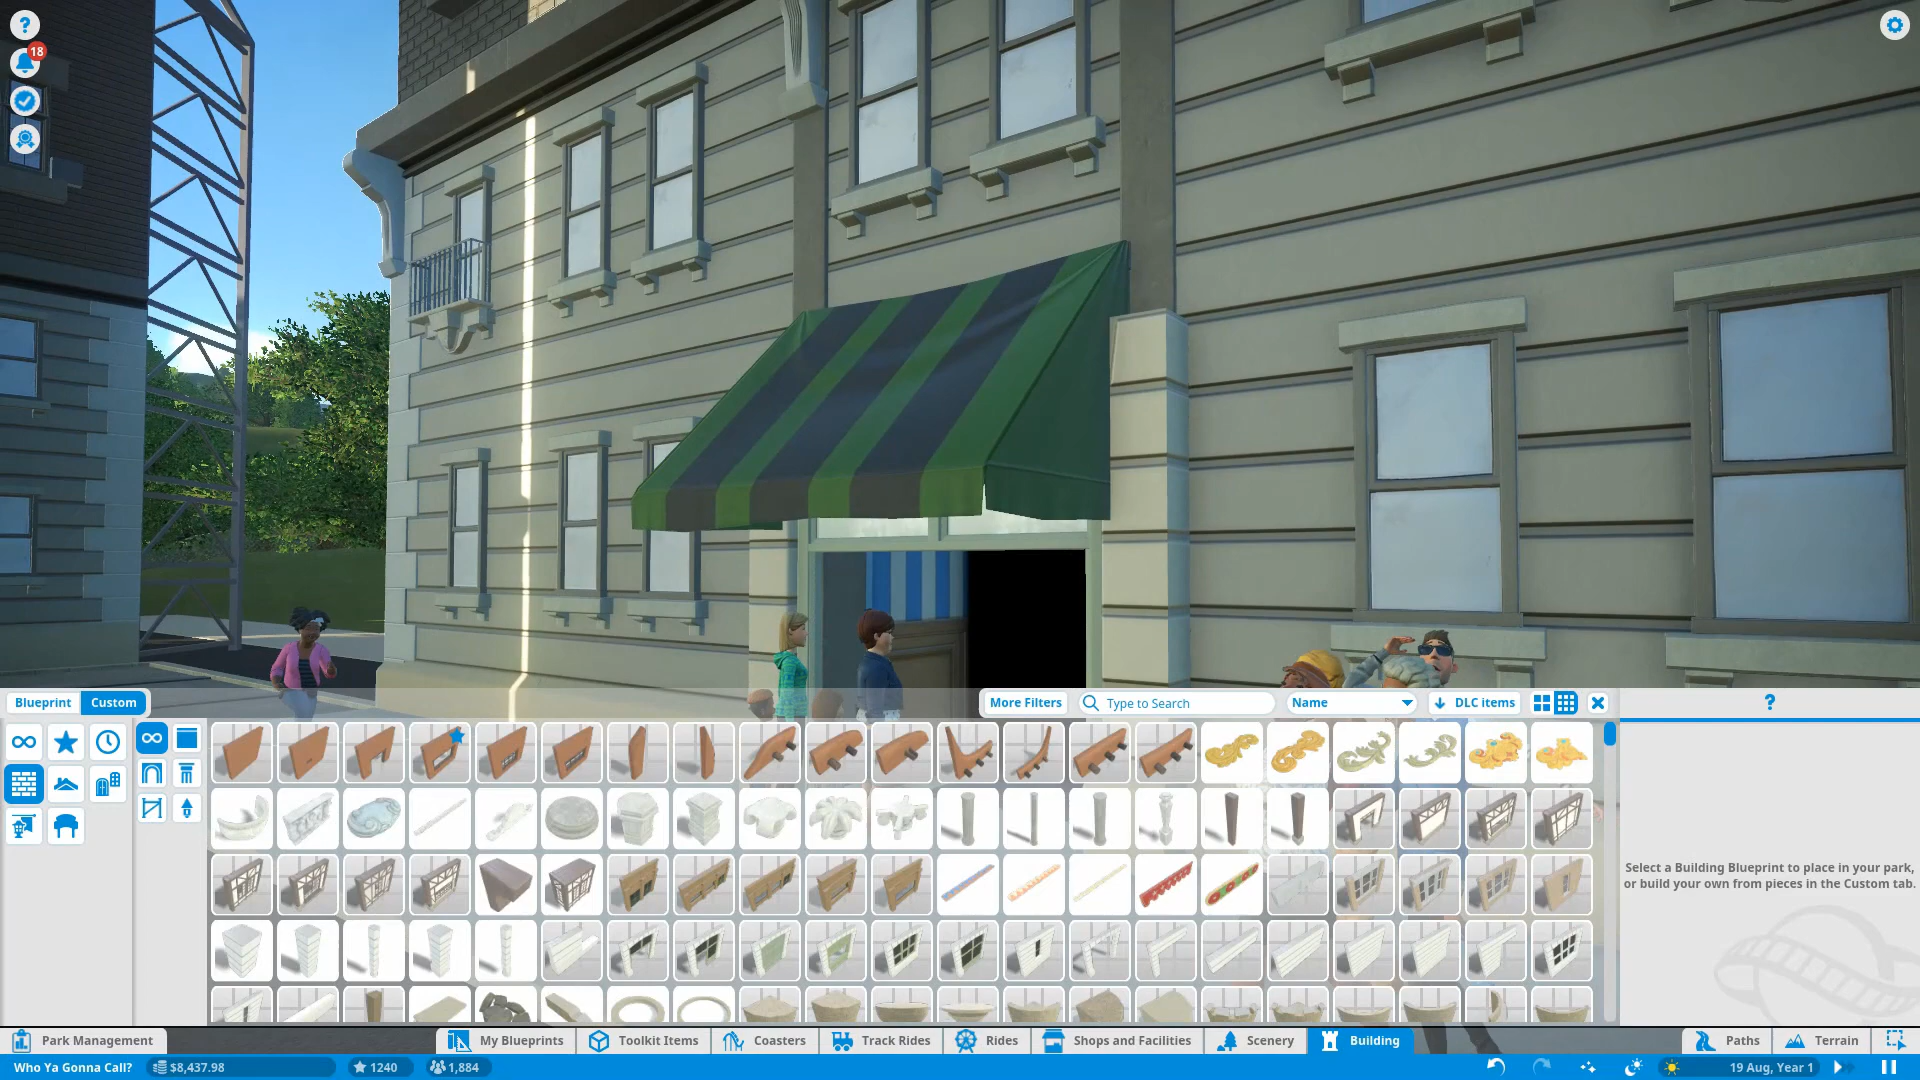 18
Blueprint
Custom
More Filters
Type to Search
Name
DLC items
?
Select a Building Blueprint to place in your park,
or build your own from pieces in the Custom tab.
Park Management
My Blueprints
Toolkit Items
Coasters
Track Rides
Rides
Shops and Facilities
Scenery
Building
Paths
Terrain
Who Ya Gonna Call?
$8,437.98
1240
1,884
19 Aug, Year 1